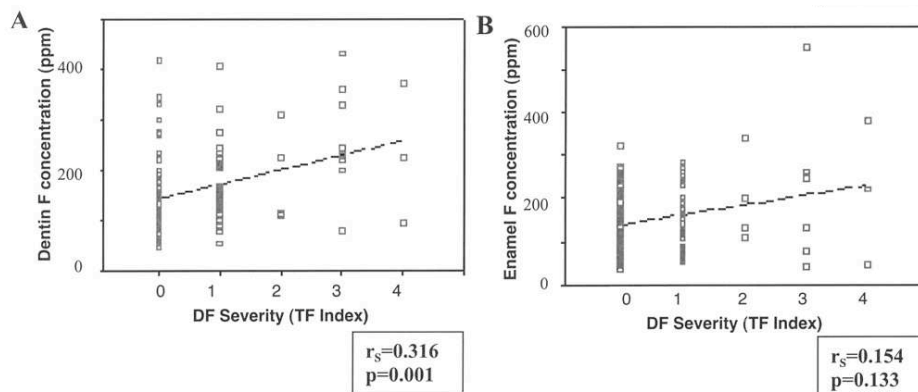 A
Dentin F concentration (ppm)
400
200
0
0 1 2 3 4
DF Severity (TF Index)
rs=0.316
p=0.001
B
Enamel F concentration (ppm)
600
400
200
0
0 1 2 3 4
DF Severity (TF Index)
rs=0.154
p=0.133